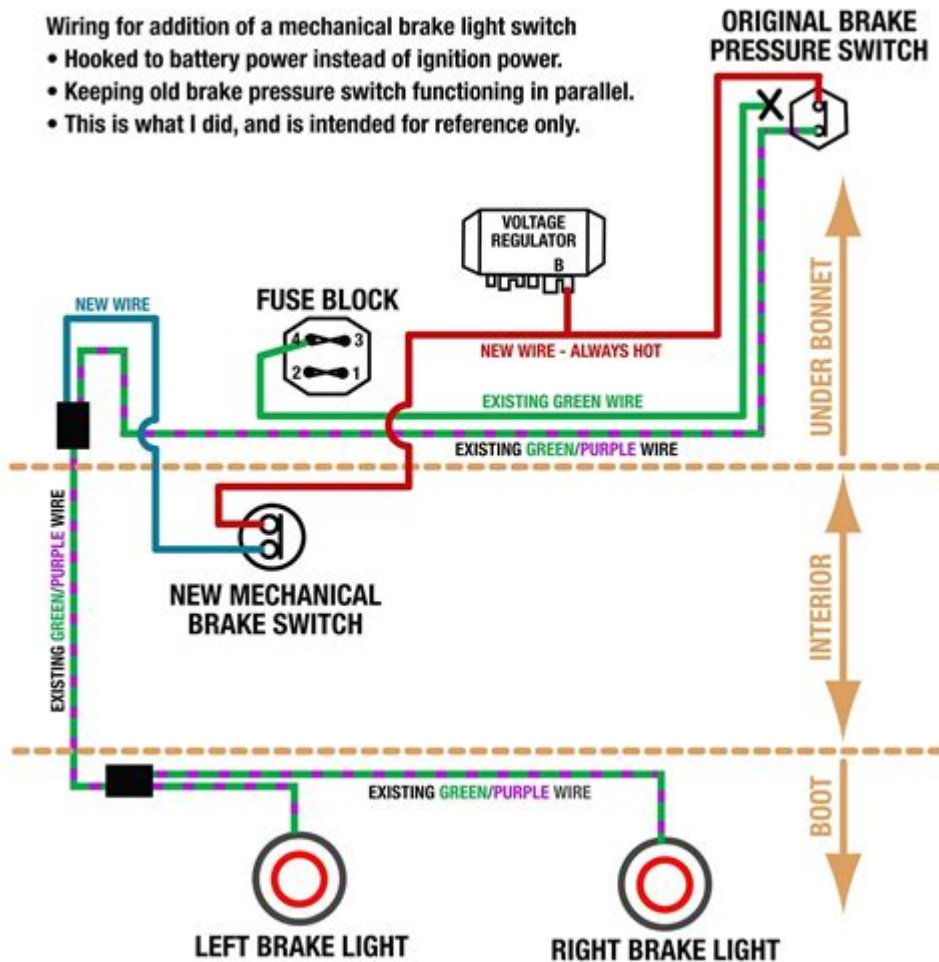 Wiring for addition of a mechanical brake light switch
• Hooked to battery power instead of ignition power.
• Keeping old brake pressure switch functioning in parallel.
• This is what I did, and is intended for reference only.
ORIGINAL BRAKE
PRESSURE SWITCH
VOLTAGE
REGULATOR
B
NEW WIRE
FUSE BLOCK
4 3
2 1
NEW WIRE - ALWAYS HOT
EXISTING GREEN WIRE
EXISTING GREEN/PURPLE WIRE
UNDER BONNET
EXISTING GREEN/PURPLE WIRE
NEW MECHANICAL
BRAKE SWITCH
INTERIOR
EXISTING GREEN/PURPLE WIRE
BOOT
LEFT BRAKE LIGHT
RIGHT BRAKE LIGHT